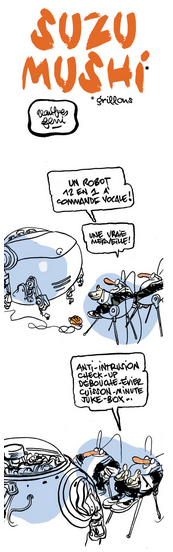 SUZU
MUSHI*
*grillons
UN ROBOT
12 EN 1 À
COMMANDE VOCALE!
UNE VRAIE
MERVEILLE!
ANTI-INTRUSION
CHECK-UP
DÉBOUCHE-ÉVIER
CUISSON-MINUTE
JUKE-BOX...